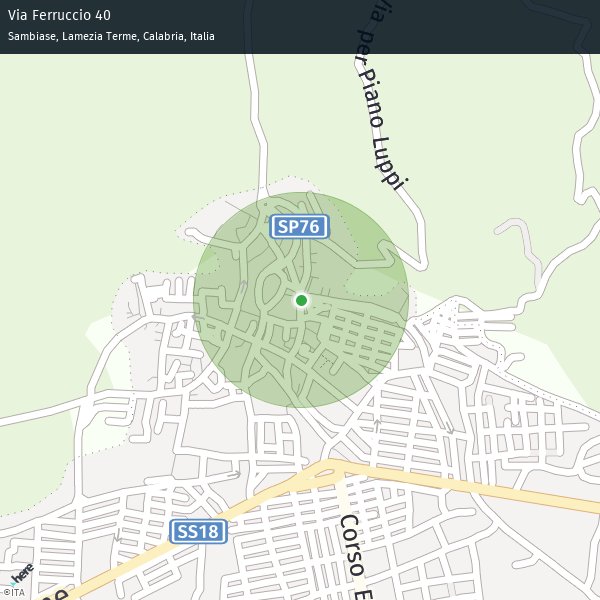 Via Ferruccio 40
Sambiase, Lamezia Terme, Calabria, Italia
Via per Piano Luppi
SP76
SS18
Corso E
here
©ITA